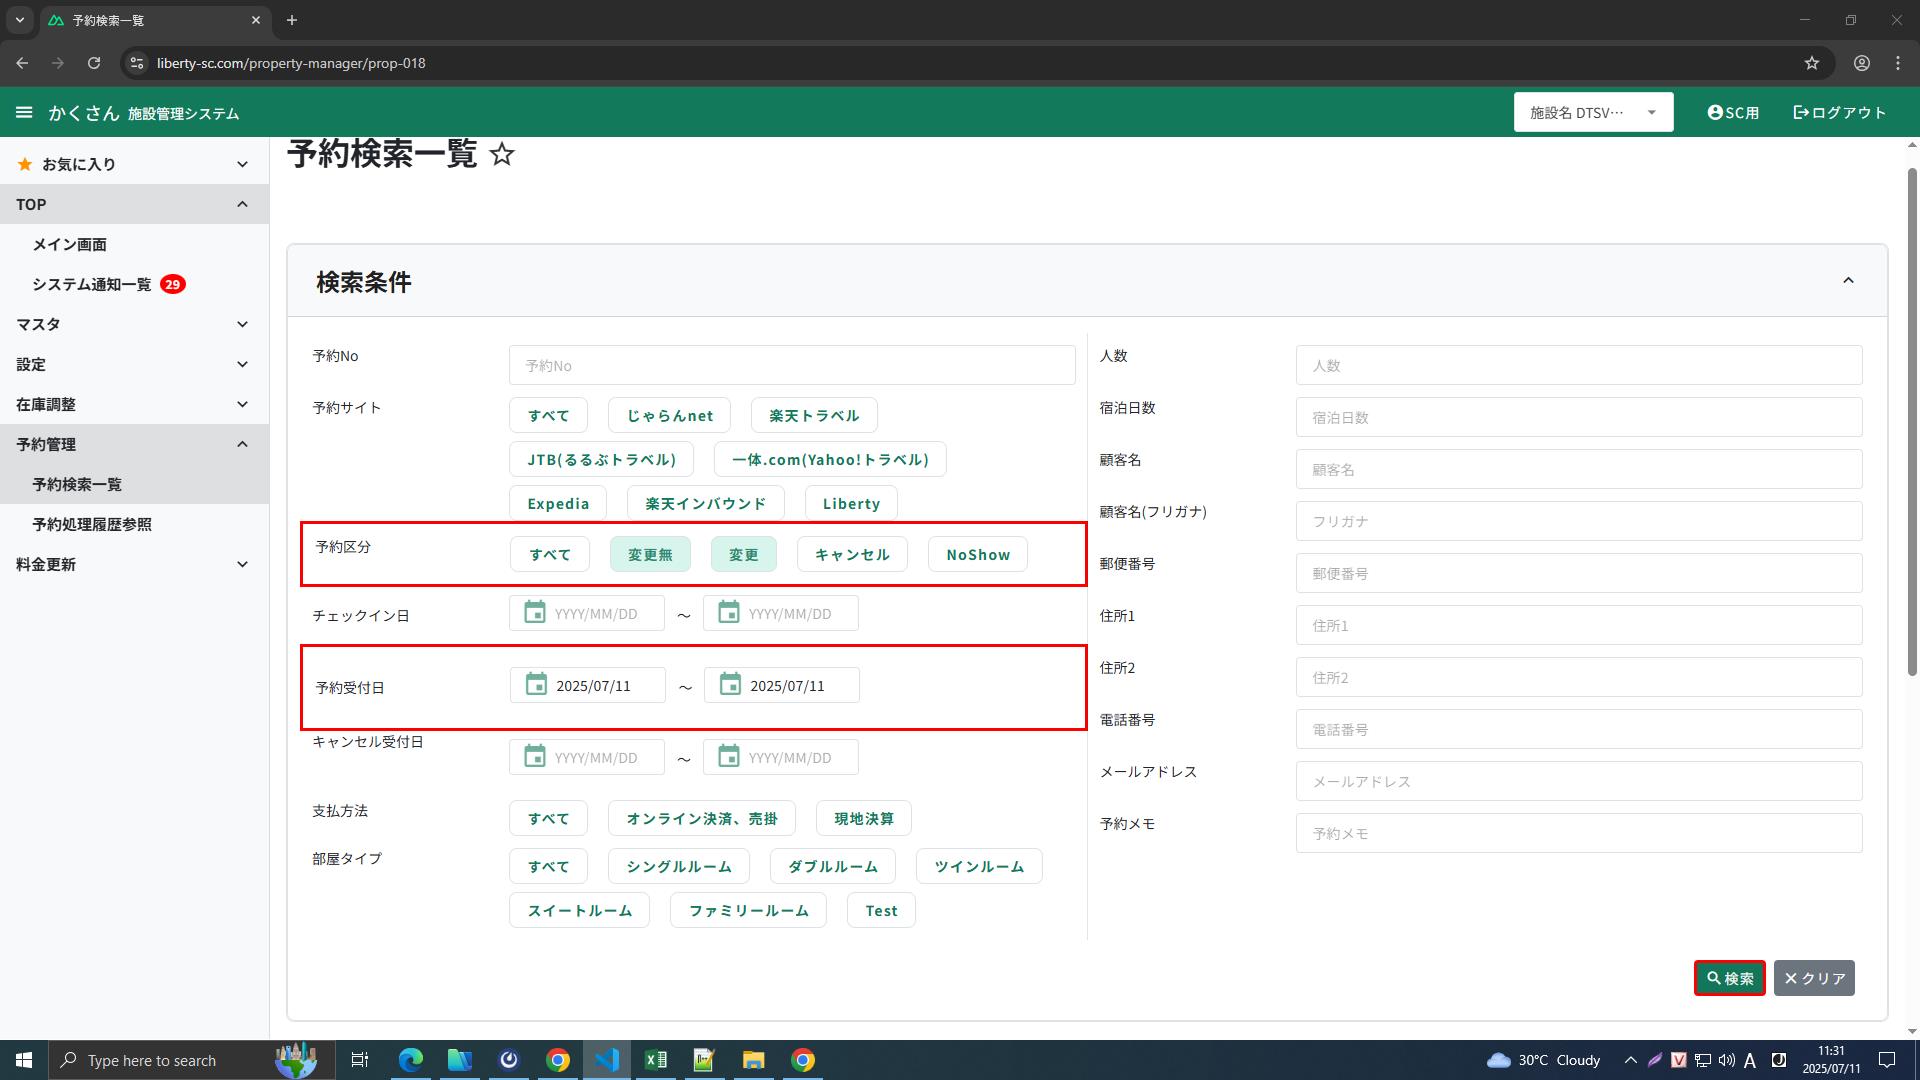 予約検索一覧
liberty-sc.com/property-manager/prop-018
かくさん 施設管理システム
施設名 DTSV…
SC用
ログアウト
お気に入り
TOP
メイン画面
システム通知一覧 29
マスタ
設定
在庫調整
予約管理
予約検索一覧
予約処理履歴参照
料金更新
予約検索一覧
検索条件
予約No
予約No
予約サイト
すべて じゃらんnet 楽天トラベル
JTB(るるぶトラベル) 一休.com(Yahoo!トラベル)
Expedia 楽天インバウンド Liberty
予約区分
すべて 変更無 変更 キャンセル NoShow
チェックイン日
YYYY/MM/DD ～ YYYY/MM/DD
予約受付日
2025/07/11 ～ 2025/07/11
キャンセル受付日
YYYY/MM/DD ～ YYYY/MM/DD
支払方法
すべて オンライン決済、売掛 現地決算
部屋タイプ
すべて シングルルーム ダブルルーム ツインルーム
スイートルーム ファミリールーム Test
人数
人数
宿泊日数
宿泊日数
顧客名
顧客名
顧客名(フリガナ)
フリガナ
郵便番号
郵便番号
住所1
住所1
住所2
住所2
電話番号
電話番号
メールアドレス
メールアドレス
予約メモ
予約メモ
検索
クリア
Type here to search
30°C Cloudy
A
11:31
2025/07/11